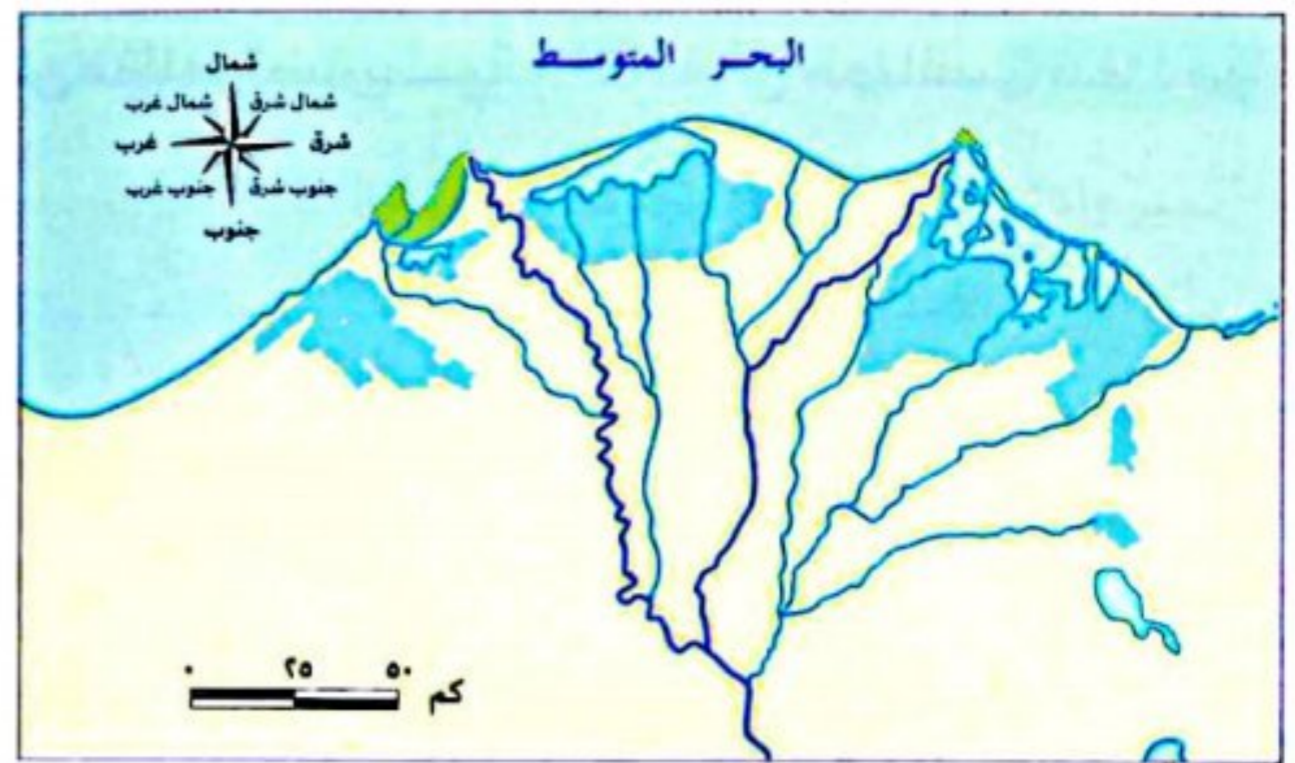 البحر المتوسط
شمال
شمال غرب شمال شرق
غرب شرق
جنوب غرب جنوب شرق
جنوب
٠ ٢٥ ٥٠ كم